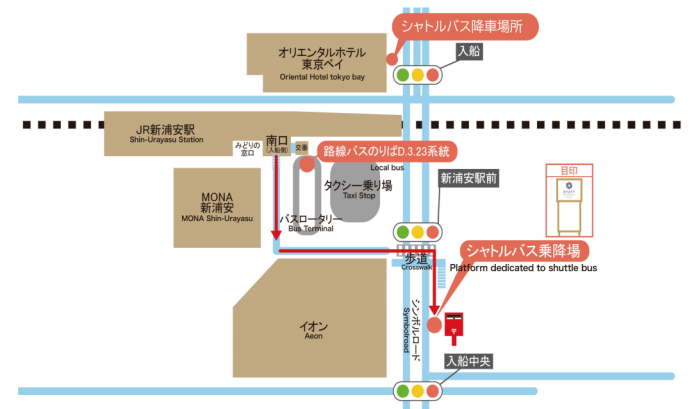 シャトルバス降車場所
オリエンタルホテル
東京ベイ
Oriental Hotel tokyo bay
入船
JR新浦安駅
Shin-Urayasu Station
みどりの
窓口
南口
(入船側)
交番
路線バスのりばD.3.23系統
Local bus
タクシー乗り場
Taxi Stop
新浦安駅前
目印
MONA
新浦安
MONA Shin-Urayasu
バスロータリー
Bus Terminal
シャトルバス乗降場
Platform dedicated to shuttle bus
歩道
Crosswalk
シンボルロード
Symbolroad
イオン
Aeon
〒
入船中央